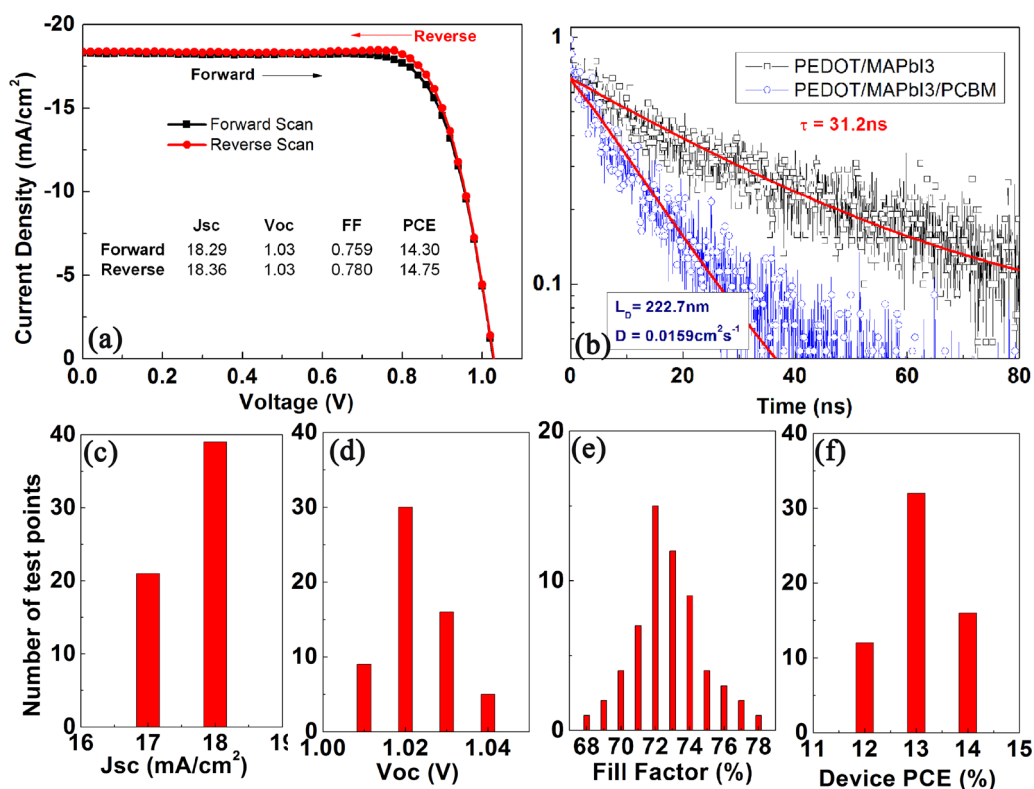 -20
-15
-10
-5
0
Current Density (mA/cm²)
Reverse
Forward
Forward Scan
Reverse Scan
Jsc Voc FF PCE
Forward 18.29 1.03 0.759 14.30
Reverse 18.36 1.03 0.780 14.75
(a)
0.0 0.2 0.4 0.6 0.8 1.0
Voltage (V)
1
0.1
PEDOT/MAPbI3
PEDOT/MAPbI3/PCBM
τ = 31.2ns
L_D= 222.7nm
D = 0.0159cm²s⁻¹
(b)
0 20 40 60 80
Time (ns)
Number of test points
(c)
40
30
20
10
0
16 17 18 19
Jsc (mA/cm²)
(d)
40
30
20
10
0
1.00 1.02 1.04
Voc (V)
(e)
20
10
0
68 70 72 74 76 78
Fill Factor (%)
(f)
40
30
20
10
0
11 12 13 14 15
Device PCE (%)